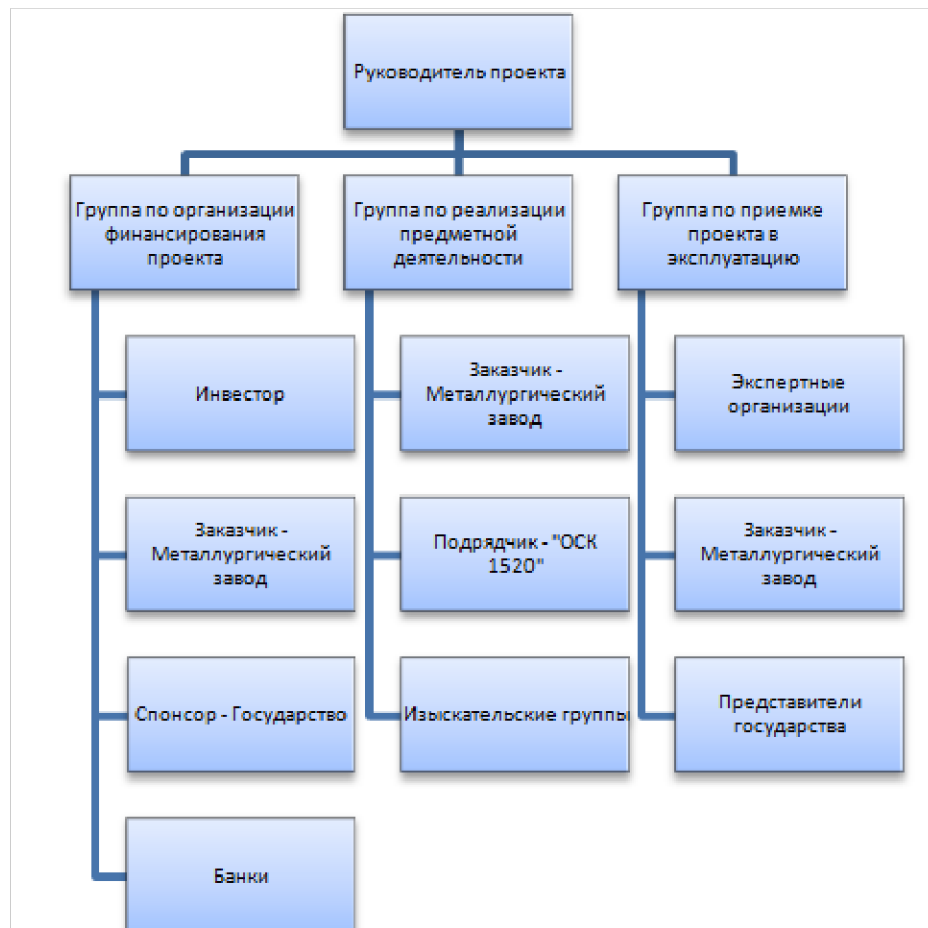 Руководитель проекта
Группа по организации
финансирования
проекта
Группа по реализации
предметной
деятельности
Группа по приемке
проекта в
эксплуатацию
Инвестор
Заказчик -
Металлургический
завод
Экспертные
организации
Заказчик -
Металлургический
завод
Подрядчик - "ОСК
1520"
Заказчик -
Металлургический
завод
Спонсор - Государство
Изыскательские группы
Представители
государства
Банки